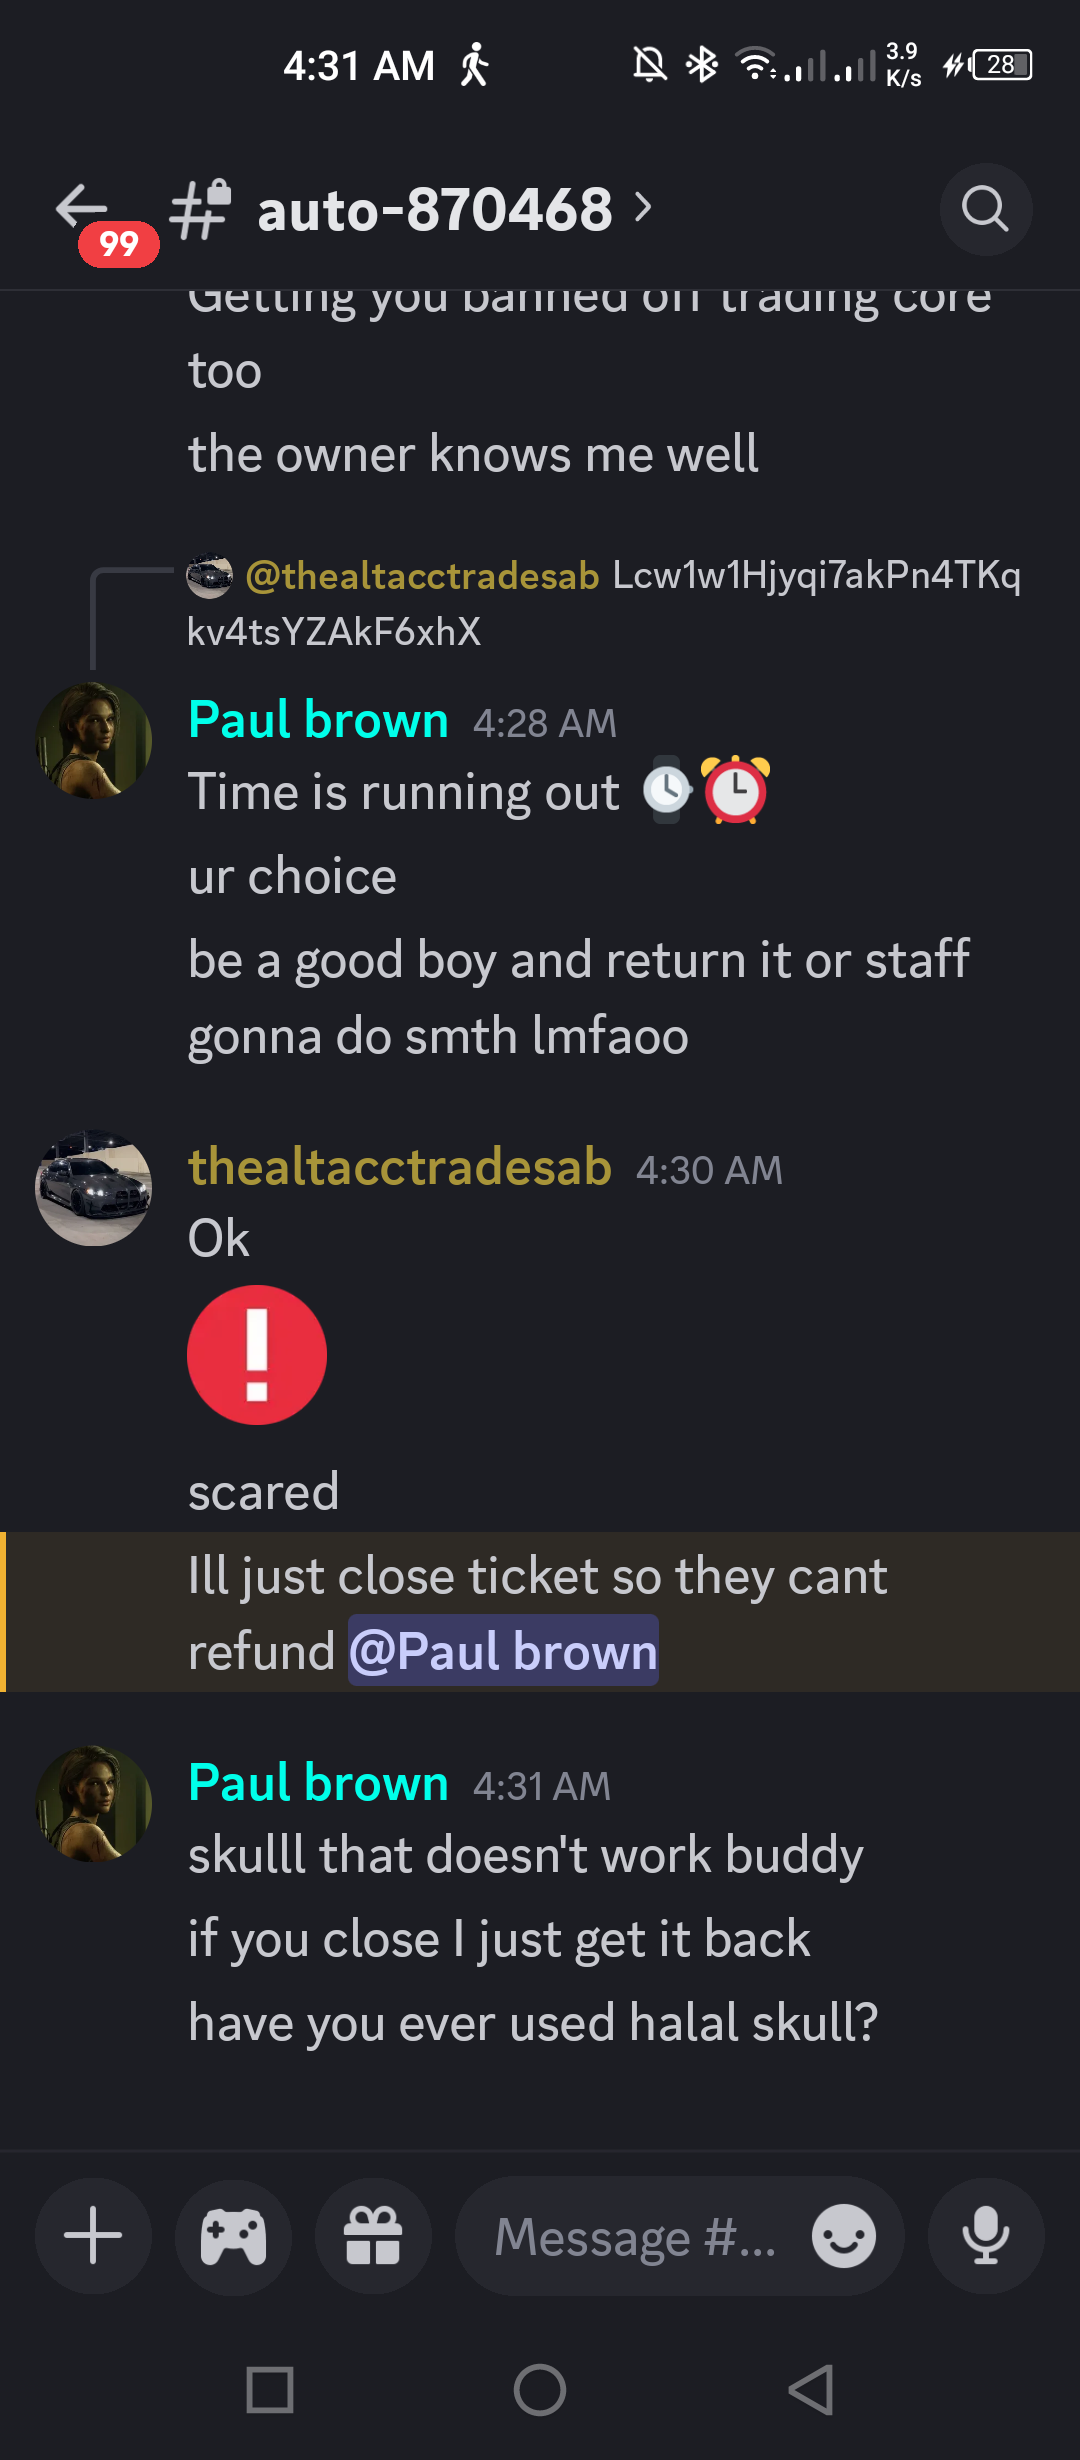 4:31 AM
3.9
K/s
28
99
auto-870468
Getting you banned off trading core
too
the owner knows me well
@thealtacctradesab Lcw1w1Hjyqi7akPn4TKq
kv4tsYZAkF6xhX
Paul brown 4:28 AM
Time is running out
ur choice
be a good boy and return it or staff
gonna do smth lmfaoo
thealtacctradesab 4:30 AM
Ok
scared
Ill just close ticket so they cant
refund @Paul brown
Paul brown 4:31 AM
skulll that doesn't work buddy
if you close I just get it back
have you ever used halal skull?
Message #...